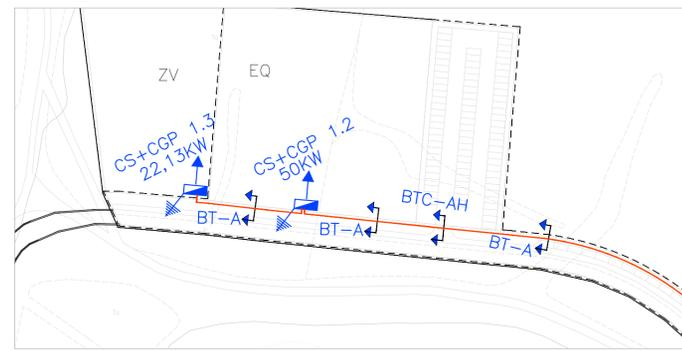 ZV
EQ
CS+CGP 1.3
22,13KW
CS+CGP 1.2
50KW
BTC-AH
BT-A
BT-A
BT-A